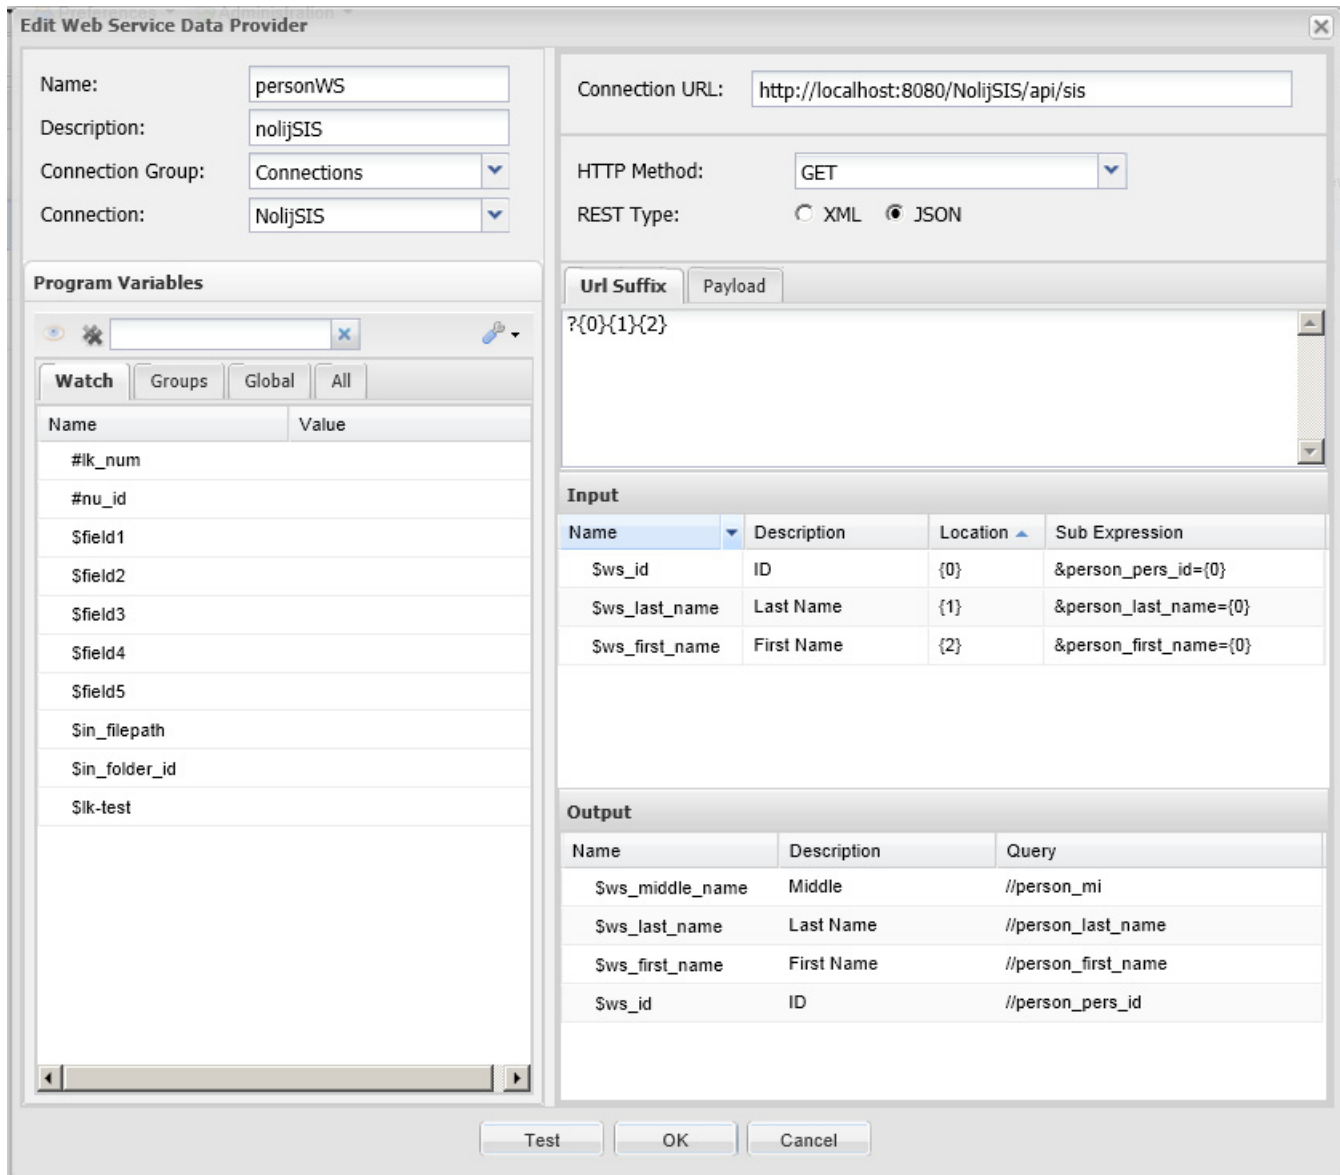 Preferences Administration
Edit Web Service Data Provider
Name: personWS
Description: nolijSIS
Connection Group: Connections
Connection: NolijSIS
Program Variables
Watch Groups Global All
Name Value
#lk_num
#nu_id
$field1
$field2
$field3
$field4
$field5
$in_filepath
$in_folder_id
$lk-test
Connection URL: http://localhost:8080/NolijSIS/api/sis
HTTP Method: GET
REST Type: XML JSON
Url Suffix Payload
?{0}{1}{2}
Input
Name Description Location Sub Expression
$ws_id ID {0} &person_pers_id={0}
$ws_last_name Last Name {1} &person_last_name={0}
$ws_first_name First Name {2} &person_first_name={0}
Output
Name Description Query
$ws_middle_name Middle //person_mi
$ws_last_name Last Name //person_last_name
$ws_first_name First Name //person_first_name
$ws_id ID //person_pers_id
Test OK Cancel